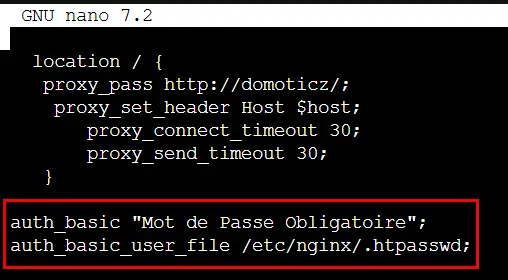 GNU nano 7.2
location / {
proxy_pass http://domoticz/;
proxy_set_header Host $host;
proxy_connect_timeout 30;
proxy_send_timeout 30;
}
auth_basic "Mot de Passe Obligatoire";
auth_basic_user_file /etc/nginx/.htpasswd;